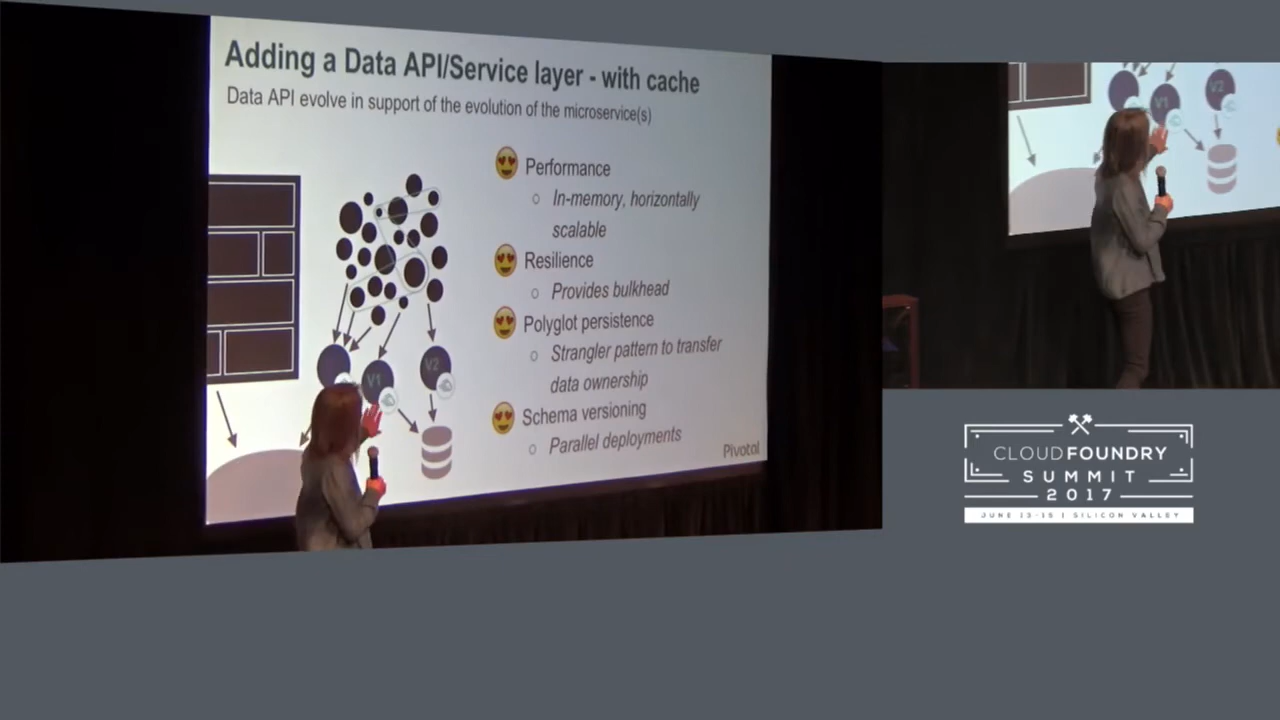 Adding a Data API/Service layer - with cache
Data API evolve in support of the evolution of the microservice(s)
Performance
In-memory, horizontally
scalable
Resilience
Provides bulkhead
Polyglot persistence
Strangler pattern to transfer
data ownership
Schema versioning
Parallel deployments
V1
V2
Pivotal
V1
V2
CLOUDFOUNDRY
SUMMIT
2017
JUNE 13-15 | SILICON VALLEY